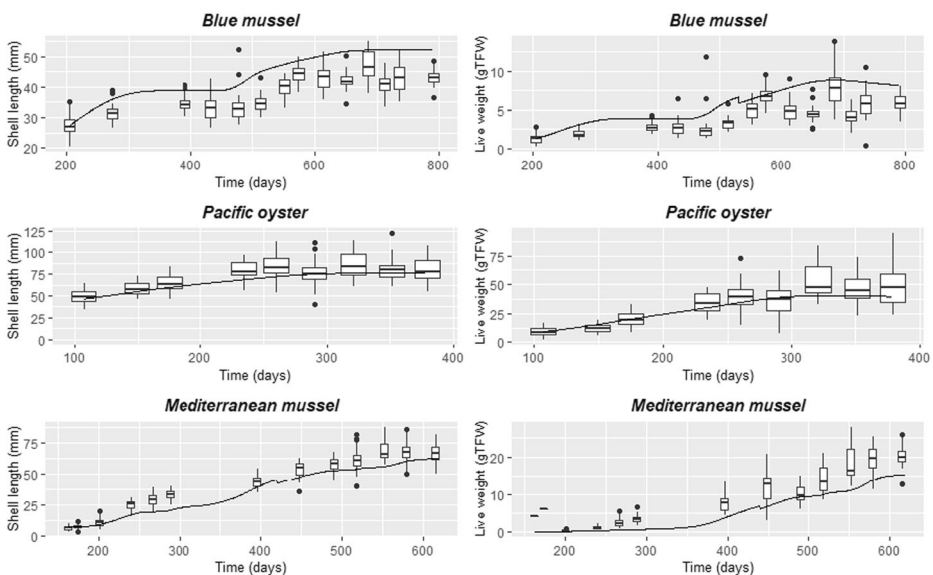 Blue mussel
Shell length (mm)
50
40
30
20
200
400
600
800
Time (days)
Blue mussel
Live weight (gTFW)
10
5
0
200
400
600
800
Time (days)
Pacific oyster
Shell length (mm)
125
100
75
50
25
0
100
200
300
400
Time (days)
Pacific oyster
Live weight (gTFW)
75
50
25
0
100
200
300
400
Time (days)
Mediterranean mussel
Shell length (mm)
75
50
25
0
200
300
400
500
600
Time (days)
Mediterranean mussel
Live weight (gTFW)
20
10
0
200
300
400
500
600
Time (days)